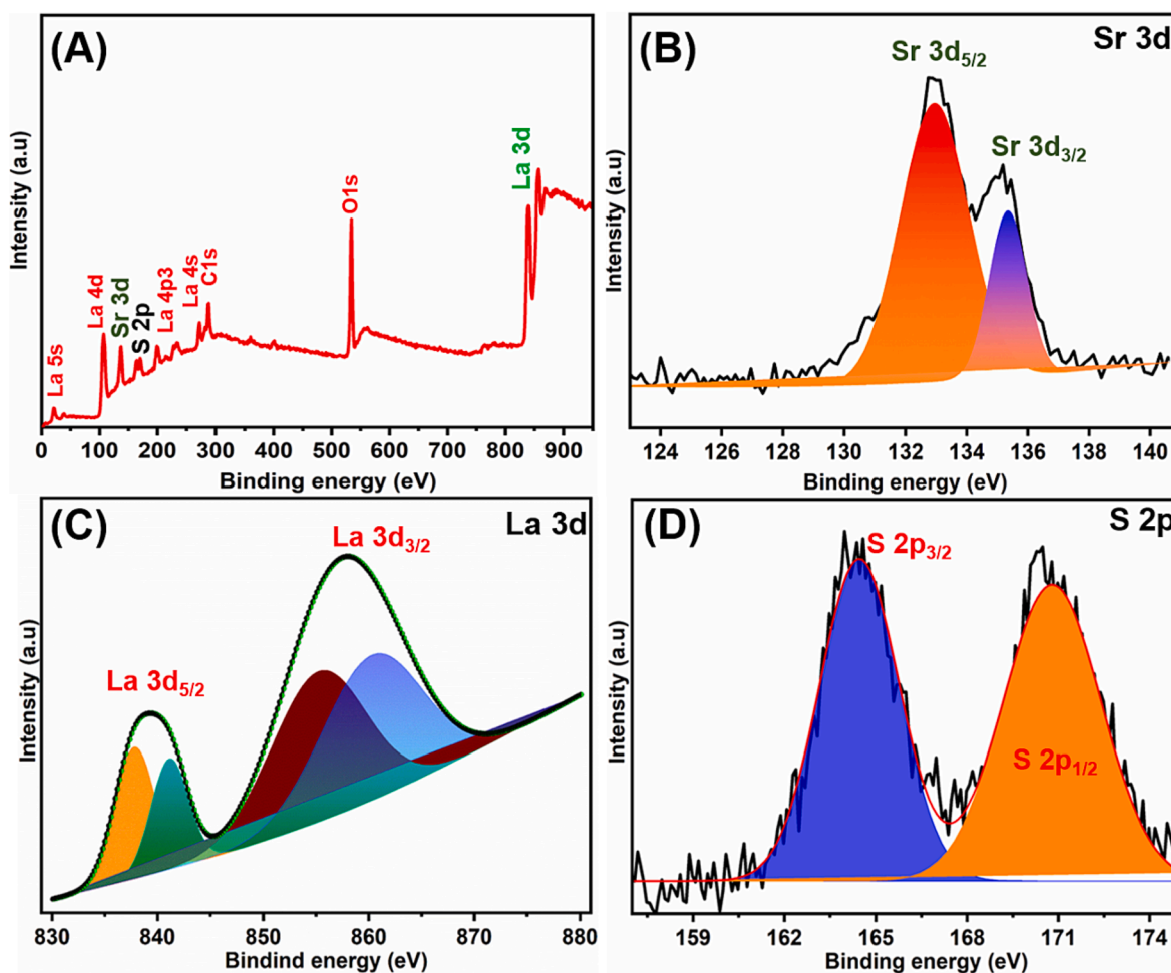 (A)
La 5s
La 4d
Sr 3d
S 2p
La 4p3
La 4s
C1s
O1s
La 3d
Intensity (a.u)
0 100 200 300 400 500 600 700 800 900
Binding energy (eV)
(B)
Sr 3d
Sr 3d5/2
Sr 3d3/2
Intensity (a.u)
124 126 128 130 132 134 136 138 140
Binding energy (eV)
(C)
La 3d
La 3d3/2
La 3d5/2
Intensity (a.u)
830 840 850 860 870 880
Bindind energy (eV)
(D)
S 2p
S 2p3/2
S 2p1/2
Intensity (a.u)
159 162 165 168 171 174
Binding energy (eV)